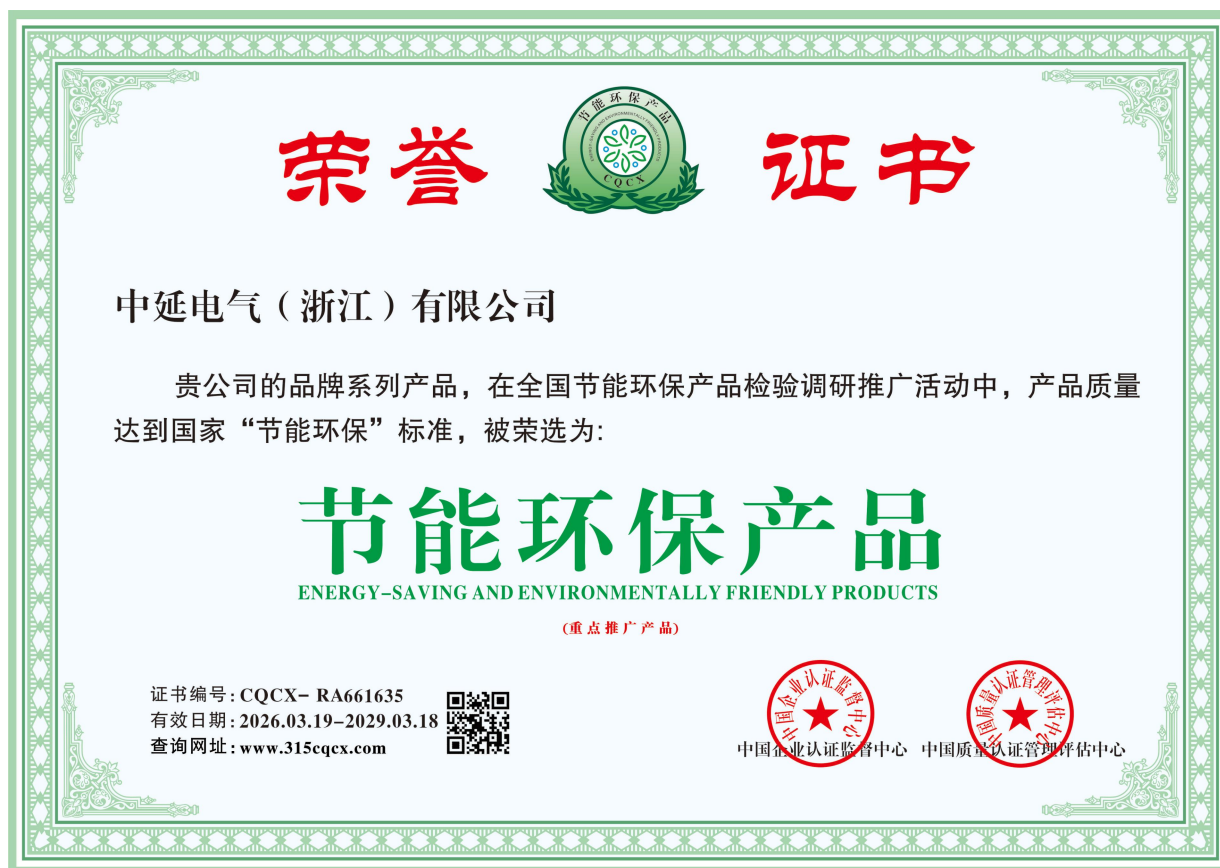 荣誉 证书
节能环保产品
ENERGY-SAVING AND ENVIRONMENTALLY FRIENDLY PRODUCTS
CQCX
中延电气（浙江）有限公司
贵公司的品牌系列产品，在全国节能环保产品检验调研推广活动中，产品质量
达到国家“节能环保”标准，被荣选为:
节能环保产品
ENERGY-SAVING AND ENVIRONMENTALLY FRIENDLY PRODUCTS
(重点推广产品)
证书编号: CQCX- RA661635
有效日期: 2026.03.19-2029.03.18
查询网址: www.315cqcx.com
中国企业认证监督中心
中国质量认证管理评估中心
中国企业认证监督中心 中国质量认证管理评估中心